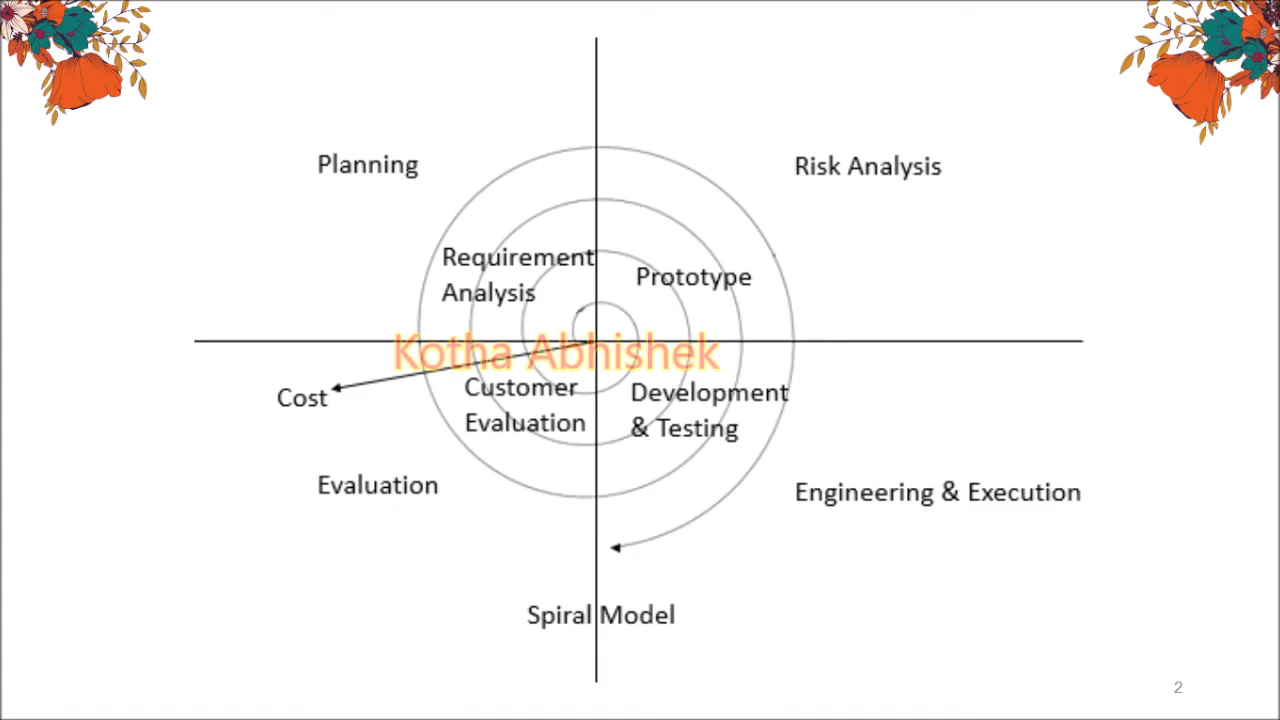 Planning
Risk Analysis
Requirement
Analysis
Prototype
Kotha Abhishek
Cost
Customer
Evaluation
Development
& Testing
Evaluation
Engineering & Execution
Spiral Model
2